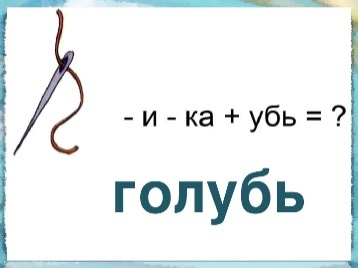 - и - ка + убь = ?
голубь